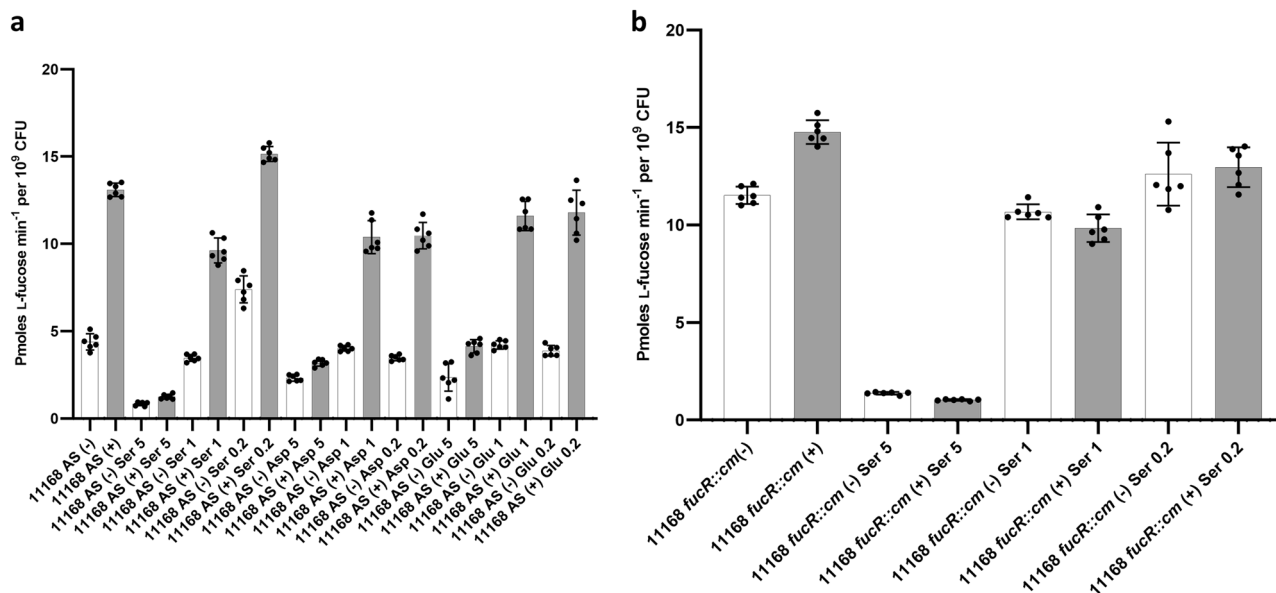 a
Pmoles L-fucose min⁻¹ per 10⁹ CFU
20
15
10
5
0
11168 AS (-)
11168 AS (+)
11168 AS (-) Ser 5
11168 AS (+) Ser 5
11168 AS (-) Ser 1
11168 AS (+) Ser 1
11168 AS (-) Ser 0.2
11168 AS (+) Ser 0.2
11168 AS (-) Asp 5
11168 AS (+) Asp 5
11168 AS (-) Asp 1
11168 AS (+) Asp 1
11168 AS (-) Asp 0.2
11168 AS (+) Asp 0.2
11168 AS (-) Glu 5
11168 AS (+) Glu 5
11168 AS (-) Glu 1
11168 AS (+) Glu 1
11168 AS (-) Glu 0.2
11168 AS (+) Glu 0.2
b
Pmoles L-fucose min⁻¹ per 10⁹ CFU
20
15
10
5
0
11168 fucR::cm(-)
11168 fucR::cm (+)
11168 fucR::cm (-) Ser 5
11168 fucR::cm (+) Ser 5
11168 fucR::cm (-) Ser 1
11168 fucR::cm (+) Ser 1
11168 fucR::cm (-) Ser 0.2
11168 fucR::cm (+) Ser 0.2